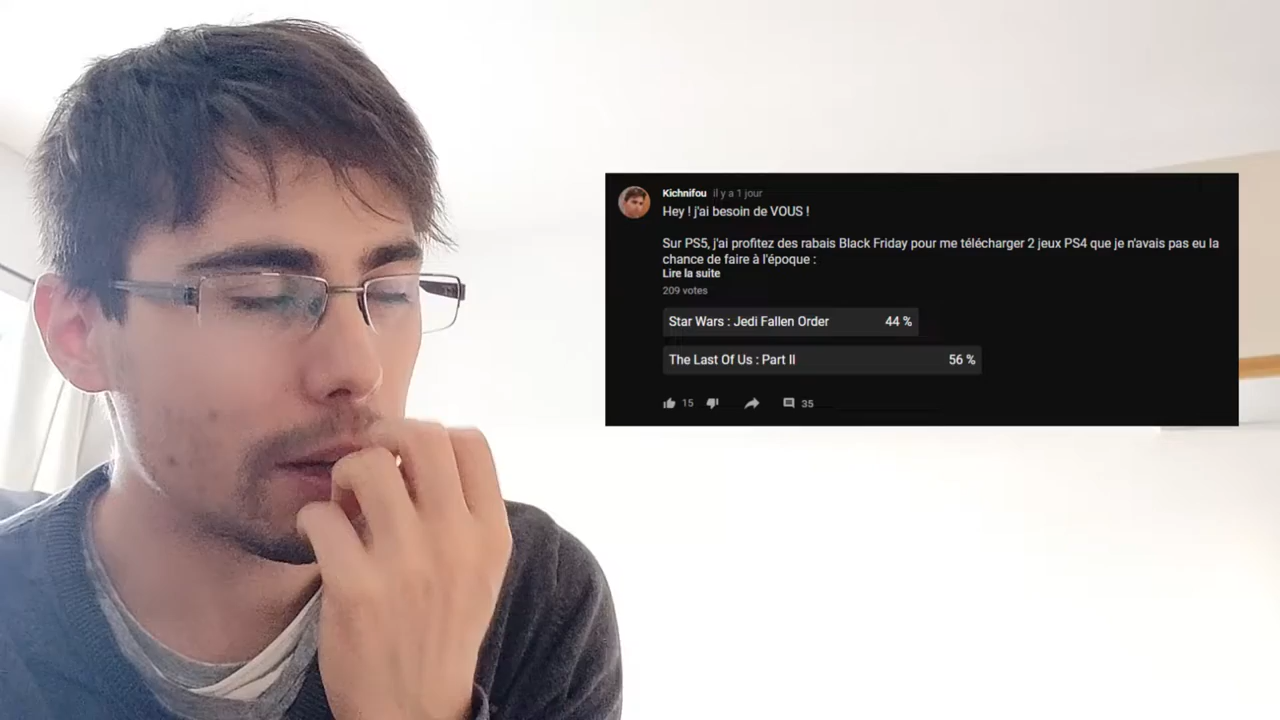 Kichnifou il y a 1 jour
Hey ! j'ai besoin de VOUS !
Sur PS5, j'ai profitez des rabais Black Friday pour me télécharger 2 jeux PS4 que je n'avais pas eu la
chance de faire à l'époque :
Lire la suite
209 votes
Star Wars : Jedi Fallen Order 44 %
The Last Of Us : Part II 56 %
15 35